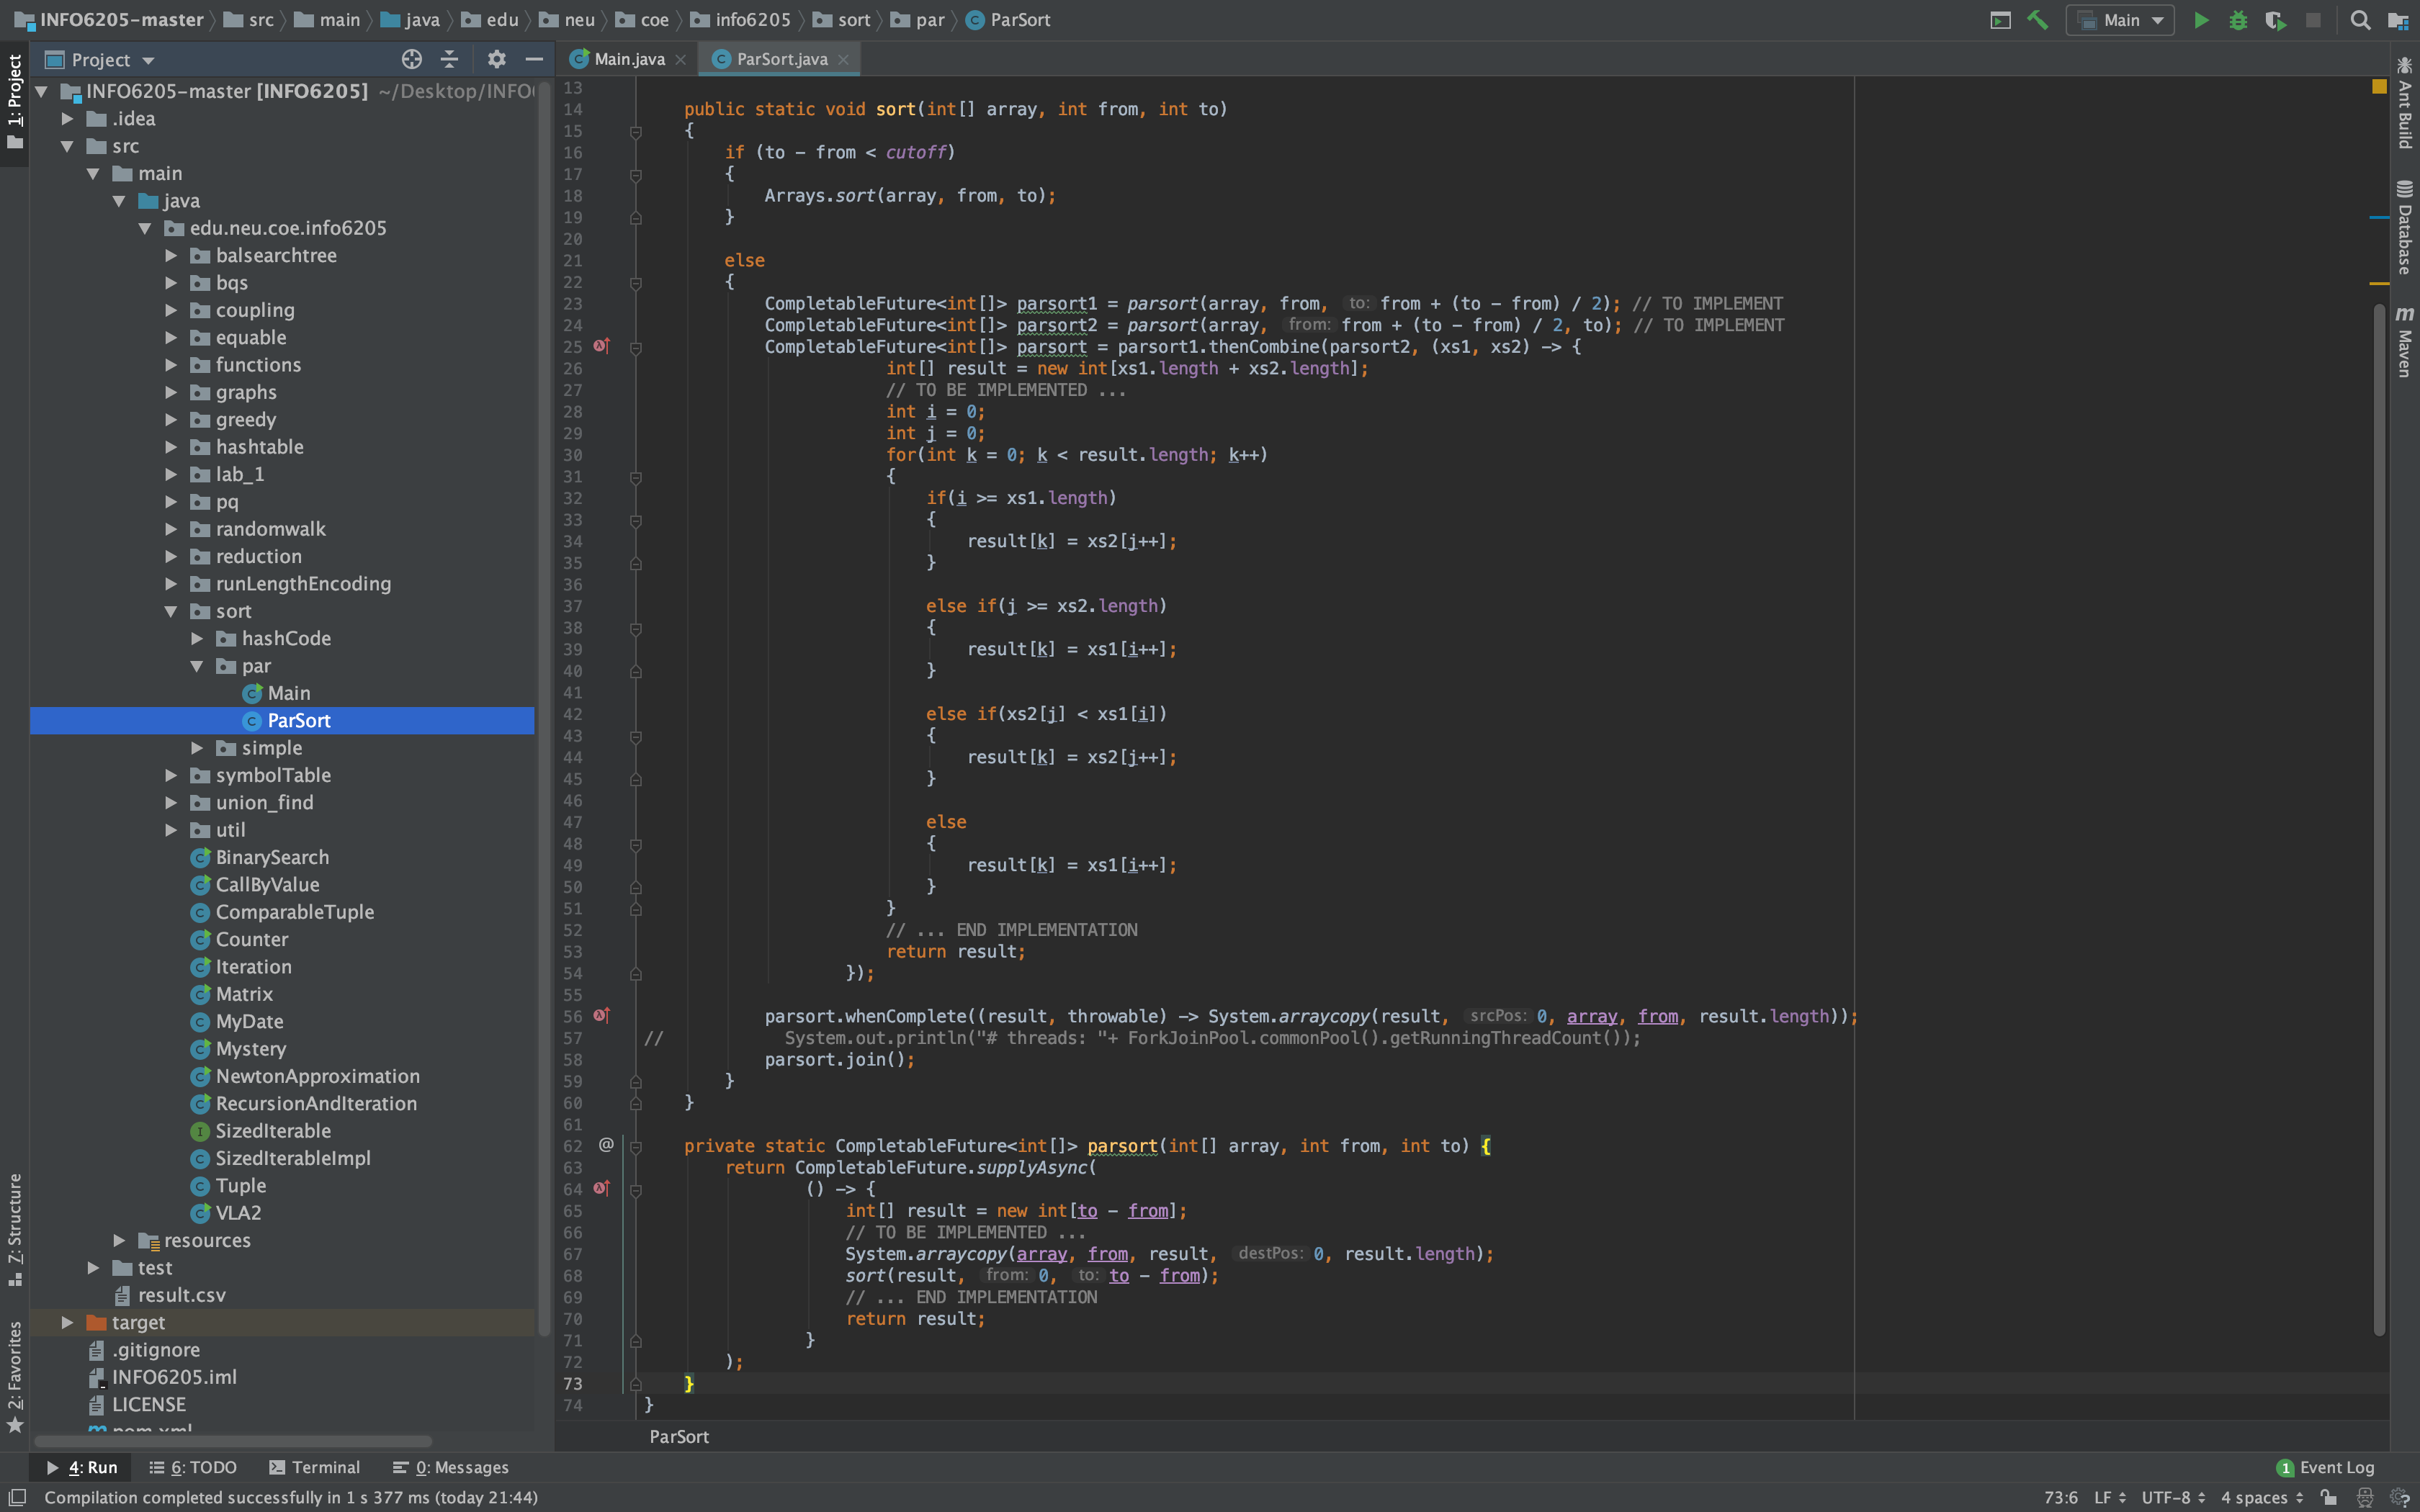 INFO6205-master src main java edu neu coe info6205 sort par ParSort
Main
Project
Main.java
ParSort.java
1: Project
Z: Structure
2: Favorites
INFO6205-master [INFO6205] ~/Desktop/INFO
.idea
src
main
java
edu.neu.coe.info6205
balsearchtree
bqs
coupling
equable
functions
graphs
greedy
hashtable
lab_1
pq
randomwalk
reduction
runLengthEncoding
sort
hashCode
par
Main
ParSort
simple
symbolTable
union_find
util
BinarySearch
CallByValue
ComparableTuple
Counter
Iteration
Matrix
MyDate
Mystery
NewtonApproximation
RecursionAndIteration
SizedIterable
SizedIterableImpl
Tuple
VLA2
resources
test
result.csv
target
.gitignore
INFO6205.iml
LICENSE
13
14 public static void sort(int[] array, int from, int to)
15 {
16 if (to - from < cutoff)
17 {
18 Arrays.sort(array, from, to);
19 }
20
21 else
22 {
23 CompletableFuture<int[]> parsort1 = parsort(array, from, to: from + (to - from) / 2); // TO IMPLEMENT
24 CompletableFuture<int[]> parsort2 = parsort(array, from: from + (to - from) / 2, to); // TO IMPLEMENT
25 CompletableFuture<int[]> parsort = parsort1.thenCombine(parsort2, (xs1, xs2) -> {
26 int[] result = new int[xs1.length + xs2.length];
27 // TO BE IMPLEMENTED ...
28 int i = 0;
29 int j = 0;
30 for(int k = 0; k < result.length; k++)
31 {
32 if(i >= xs1.length)
33 {
34 result[k] = xs2[j++];
35 }
36
37 else if(j >= xs2.length)
38 {
39 result[k] = xs1[i++];
40 }
41
42 else if(xs2[j] < xs1[i])
43 {
44 result[k] = xs2[j++];
45 }
46
47 else
48 {
49 result[k] = xs1[i++];
50 }
51 }
52 // ... END IMPLEMENTATION
53 return result;
54 });
55
56 parsort.whenComplete((result, throwable) -> System.arraycopy(result, srcPos: 0, array, from, result.length));
57 // System.out.println("# threads: "+ ForkJoinPool.commonPool().getRunningThreadCount());
58 parsort.join();
59 }
60 }
61
62 @ private static CompletableFuture<int[]> parsort(int[] array, int from, int to) {
63 return CompletableFuture.supplyAsync(
64 () -> {
65 int[] result = new int[to - from];
66 // TO BE IMPLEMENTED ...
67 System.arraycopy(array, from, result, destPos: 0, result.length);
68 sort(result, from: 0, to: to - from);
69 // ... END IMPLEMENTATION
70 return result;
71 }
72 );
73 }
74 }
ParSort
Ant Build
Database
m Maven
4: Run
6: TODO
Terminal
0: Messages
1 Event Log
Compilation completed successfully in 1 s 377 ms (today 21:44)
73:6 LF UTF-8 4 spaces